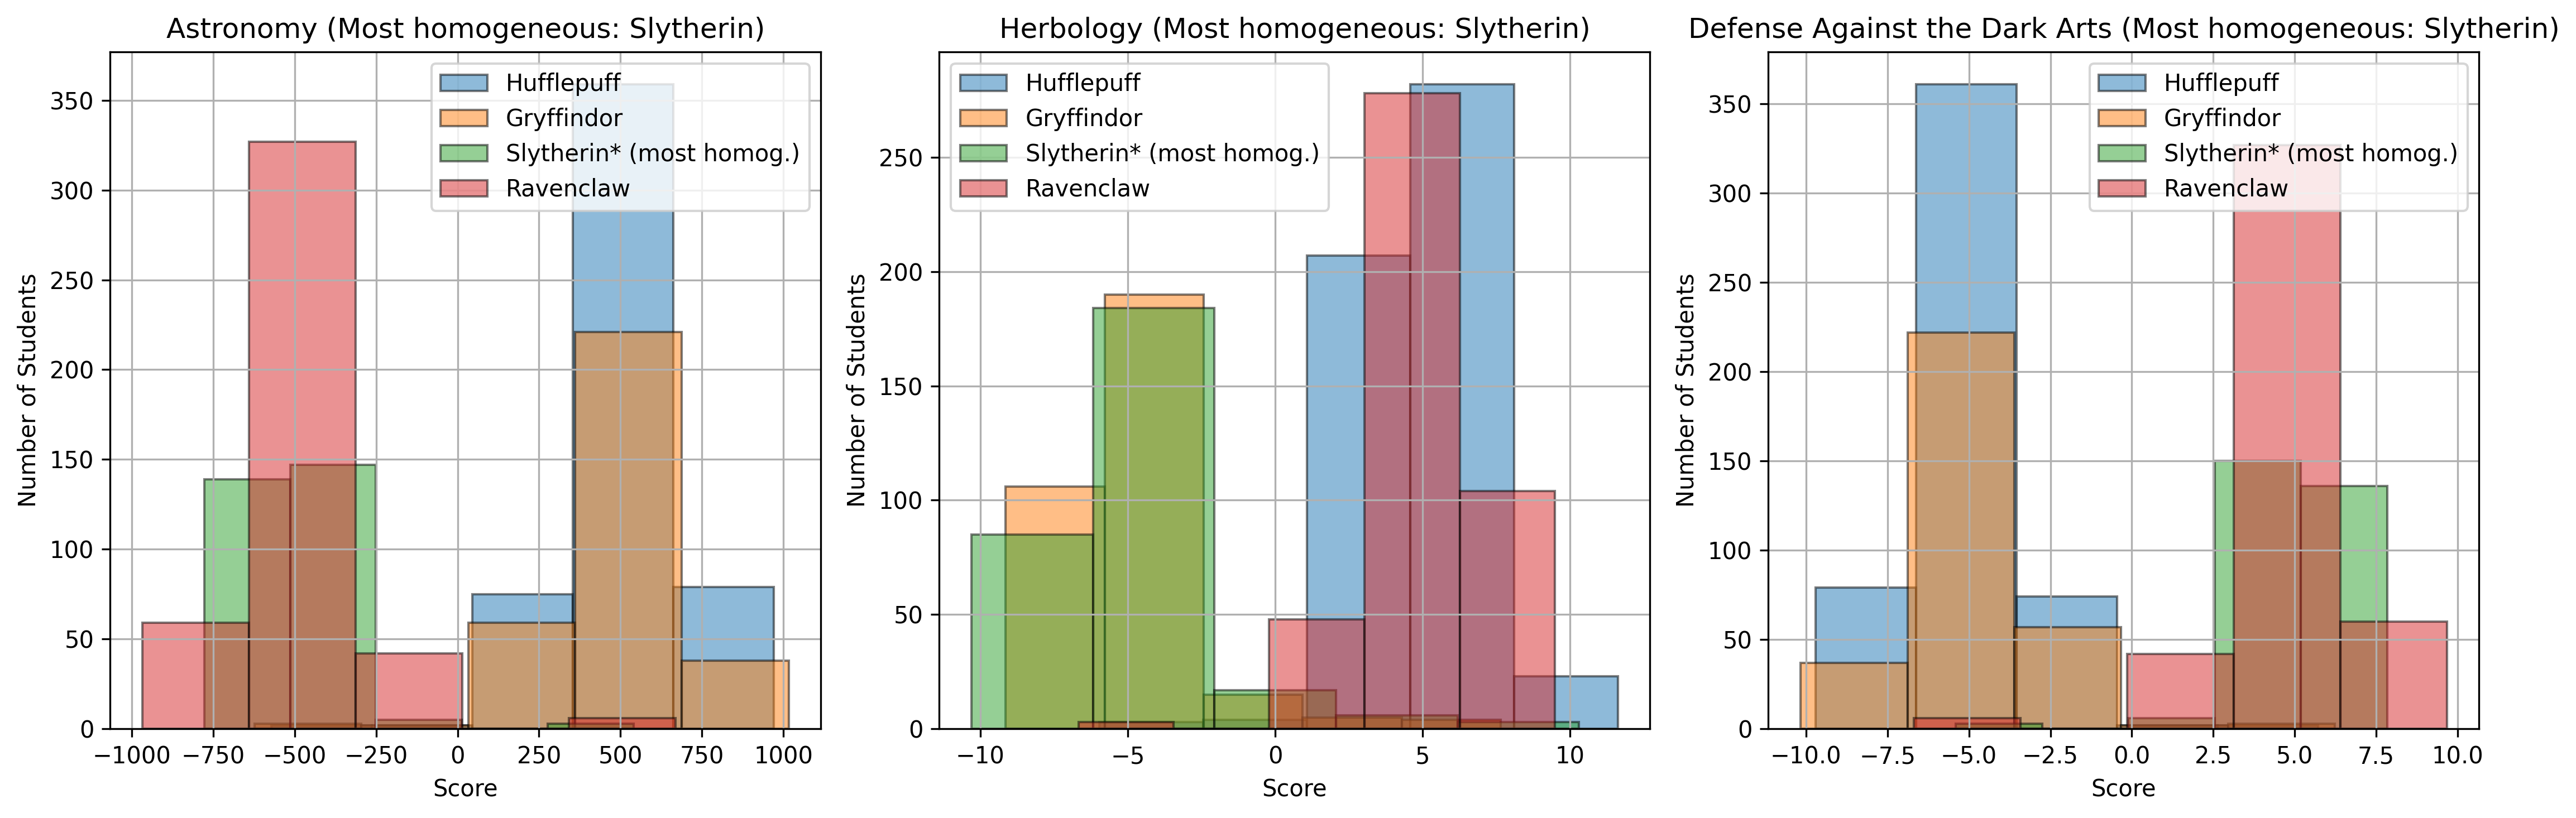 Astronomy (Most homogeneous: Slytherin)
350
300
250
200
150
100
50
0
Number of Students
Hufflepuff
Gryffindor
Slytherin* (most homog.)
Ravenclaw
−1000 −750 −500 −250 0 250 500 750 1000
Score
Herbology (Most homogeneous: Slytherin)
250
200
150
100
50
0
Number of Students
Hufflepuff
Gryffindor
Slytherin* (most homog.)
Ravenclaw
−10 −5 0 5 10
Score
Defense Against the Dark Arts (Most homogeneous: Slytherin)
350
300
250
200
150
100
50
0
Number of Students
Hufflepuff
Gryffindor
Slytherin* (most homog.)
Ravenclaw
−10.0 −7.5 −5.0 −2.5 0.0 2.5 5.0 7.5 10.0
Score